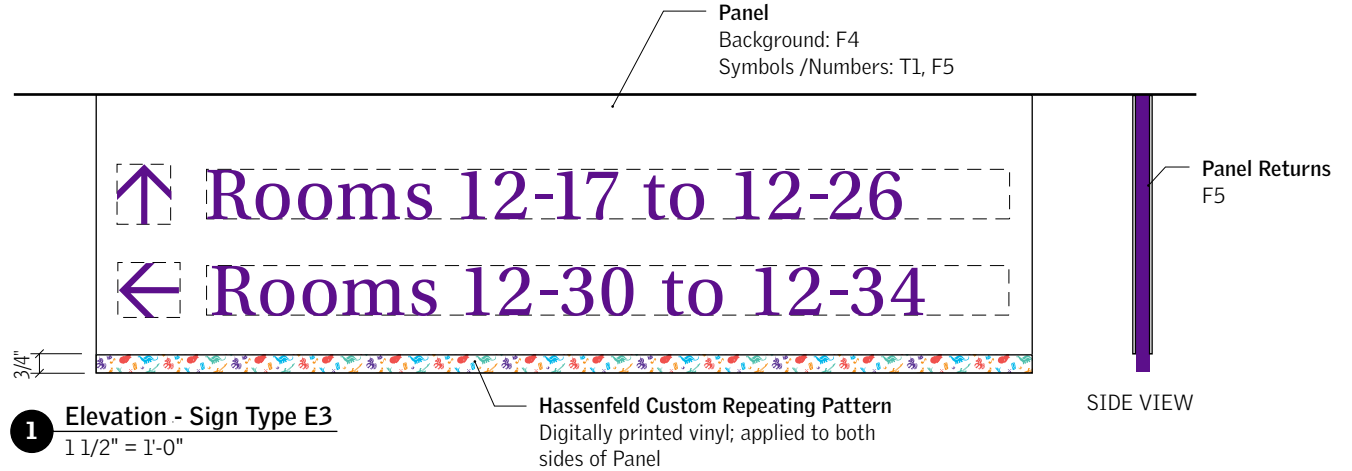 Panel
Background: F4
Symbols /Numbers: T1, F5
Rooms 12-17 to 12-26
Panel Returns
F5
Rooms 12-30 to 12-34
3/4"
Hassenfeld Custom Repeating Pattern
Digitally printed vinyl; applied to both
sides of Panel
SIDE VIEW
1 Elevation - Sign Type E3
1 1/2" = 1'-0"